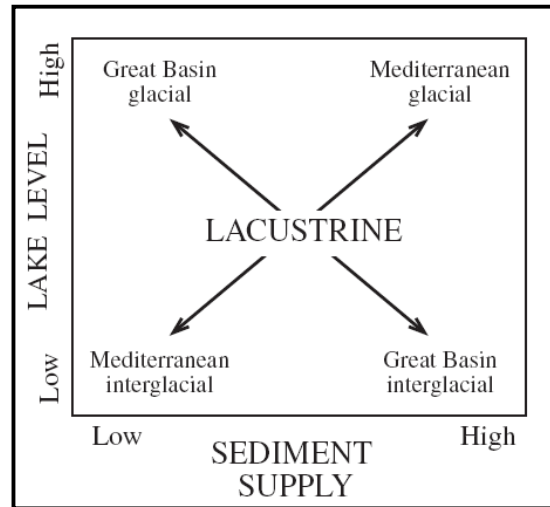 High
Great Basin
glacial
Mediterranean
glacial
LAKE LEVEL
LACUSTRINE
Low
Mediterranean
interglacial
Great Basin
interglacial
Low
High
SEDIMENT
SUPPLY